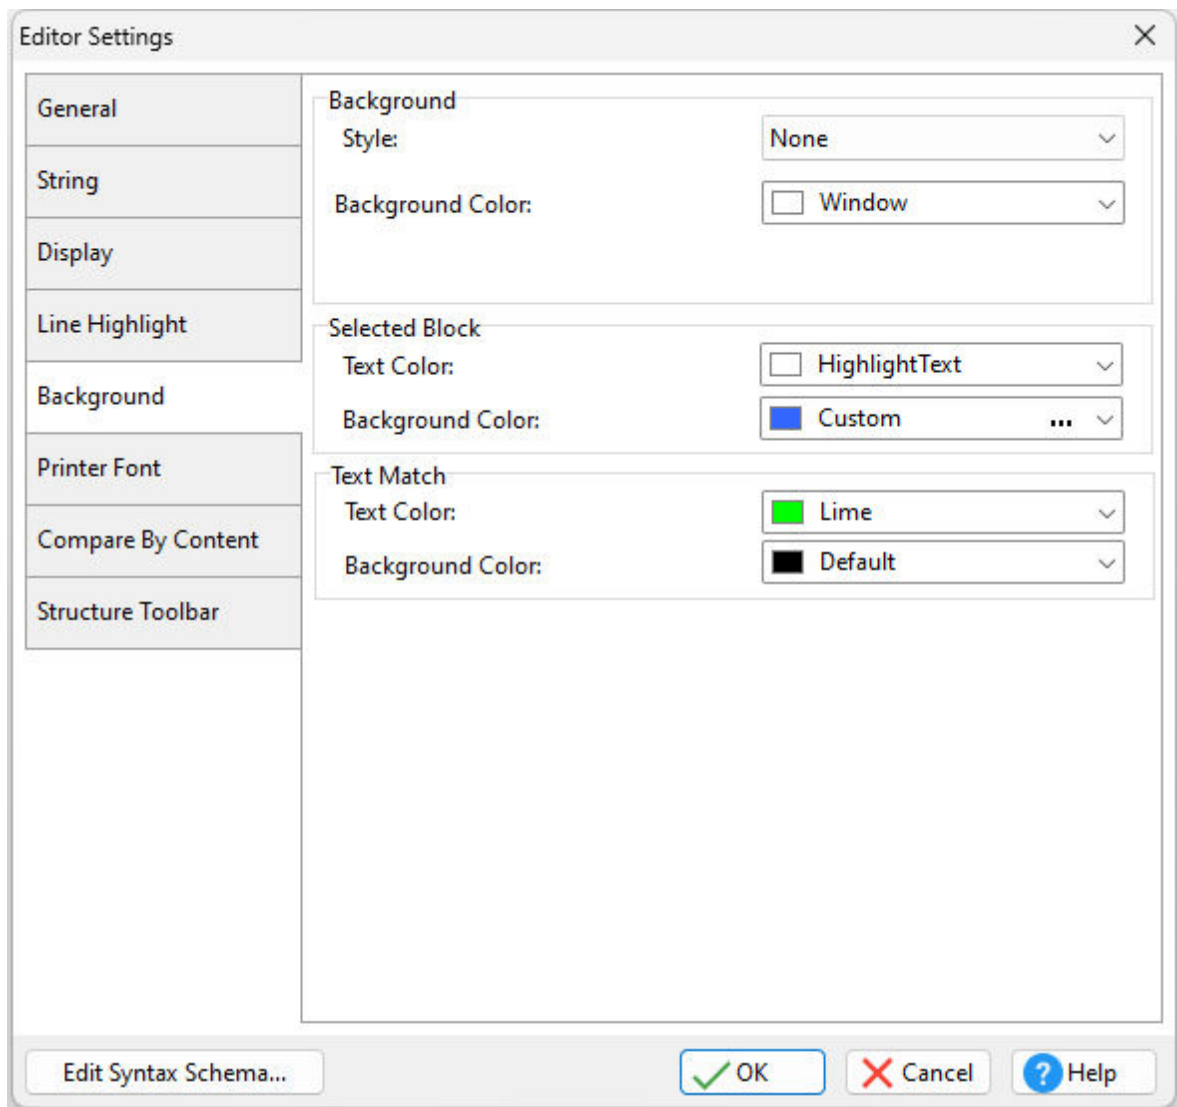 Editor Settings
General
String
Display
Line Highlight
Background
Printer Font
Compare By Content
Structure Toolbar
Background
Style: None
Background Color: Window
Selected Block
Text Color: HighlightText
Background Color: Custom ...
Text Match
Text Color: Lime
Background Color: Default
Edit Syntax Schema... OK Cancel ? Help